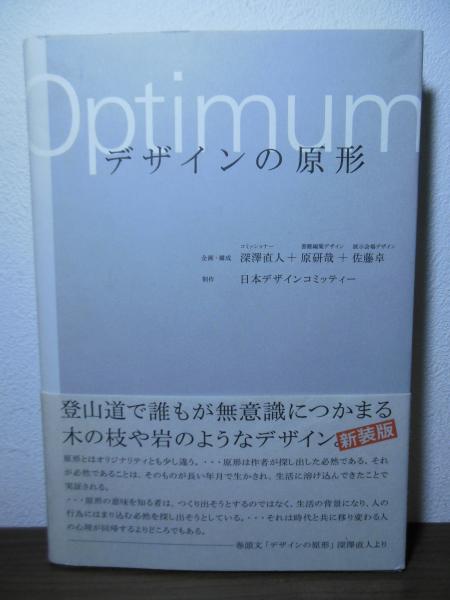 Optimum
デザインの原形
コミッショナー 書籍編集デザイン 展示会場デザイン
企画・構成 深澤直人+原研哉+佐藤卓
制作 日本デザインコミッティー
登山道で誰もが無意識につかまる
木の枝や岩のようなデザイン。新装版
原形とはオリジナリティとも少し違う。・・・原形は作者が探し出した必然である。それ
が必然であることは、そのものが長い年月で生かされ、生活に溶け込んできたことで
実証される。
・・・原形の意味を知る者は、つくり出そうとするのではなく、生活の背景になり、人の
行為にはまり込む必然を探し出そうとしている。・・・それは時代と共に移り変わる人
の心理が回帰するよりどころでもある。
巻頭文「デザインの原形」深澤直人より